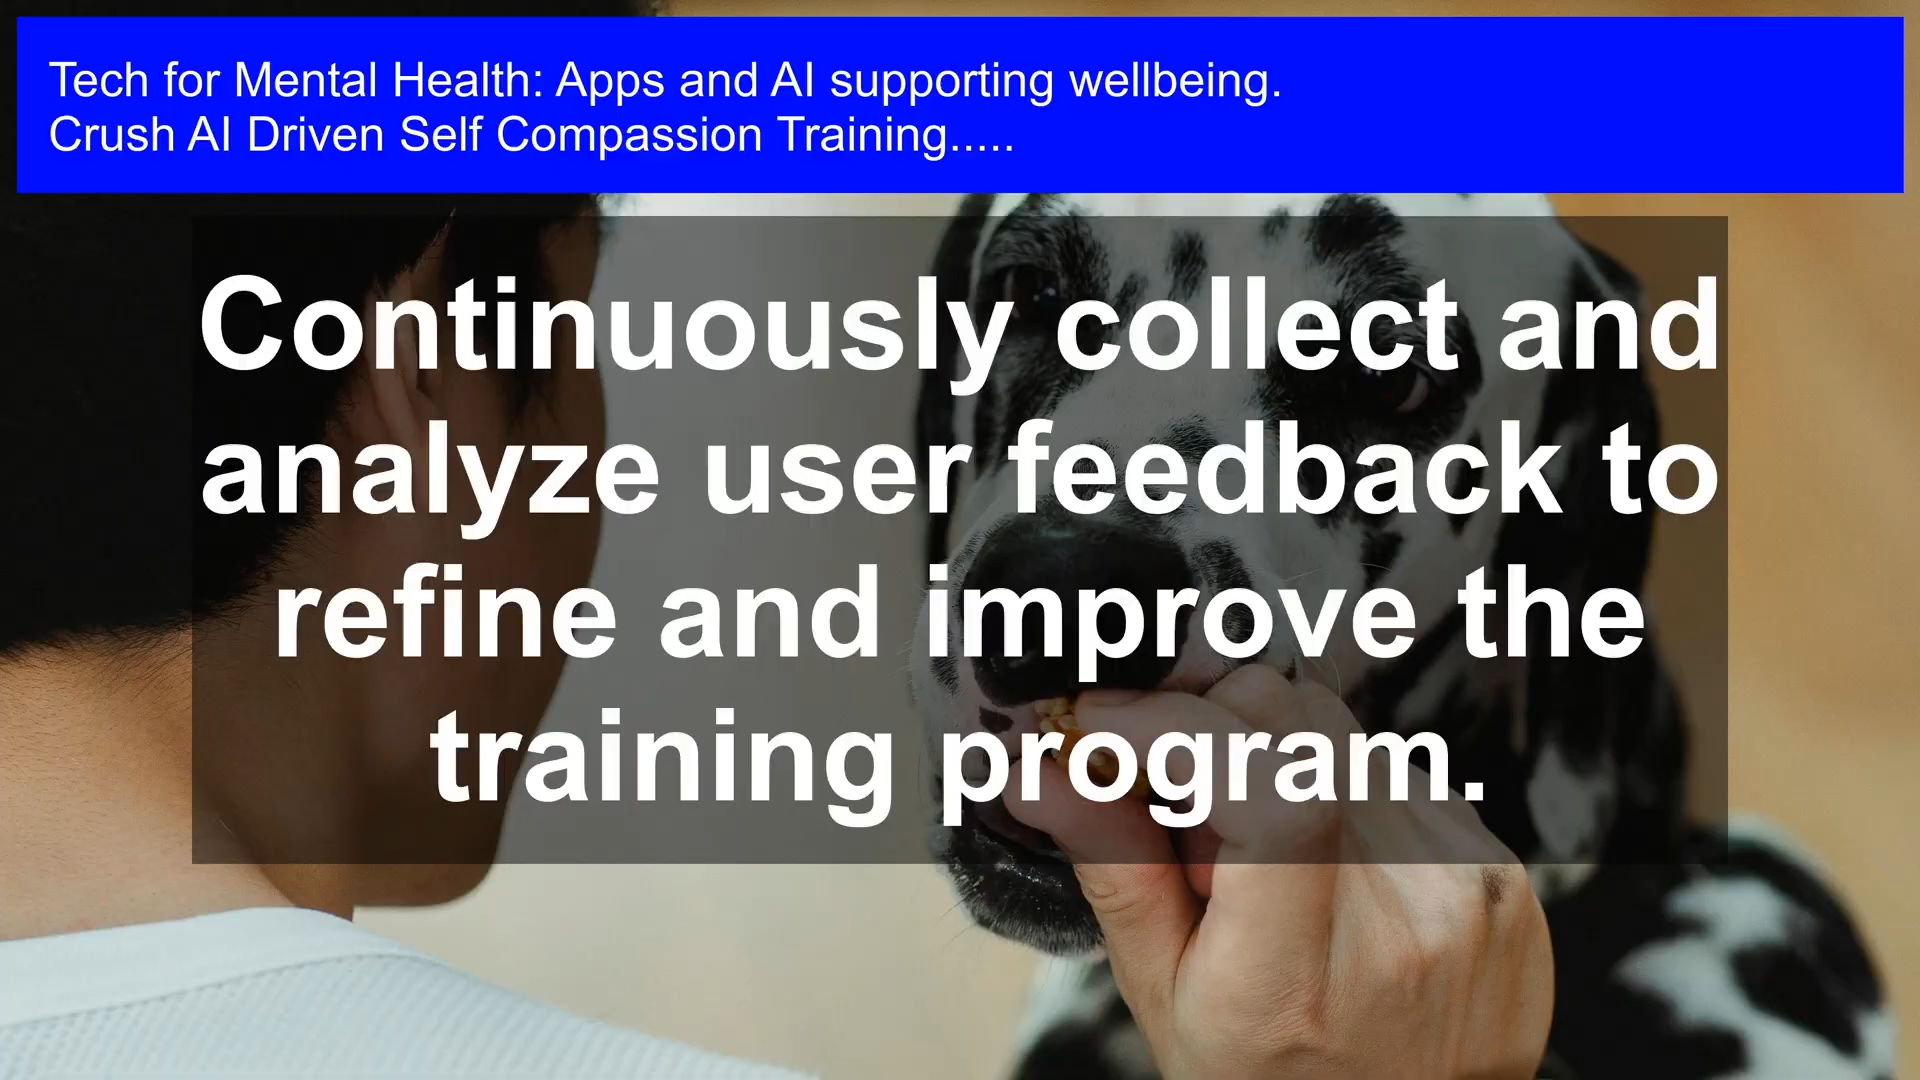 Tech for Mental Health: Apps and AI supporting wellbeing.
Crush AI Driven Self Compassion Training.....
Continuously collect and
analyze user feedback to
refine and improve the
training program.